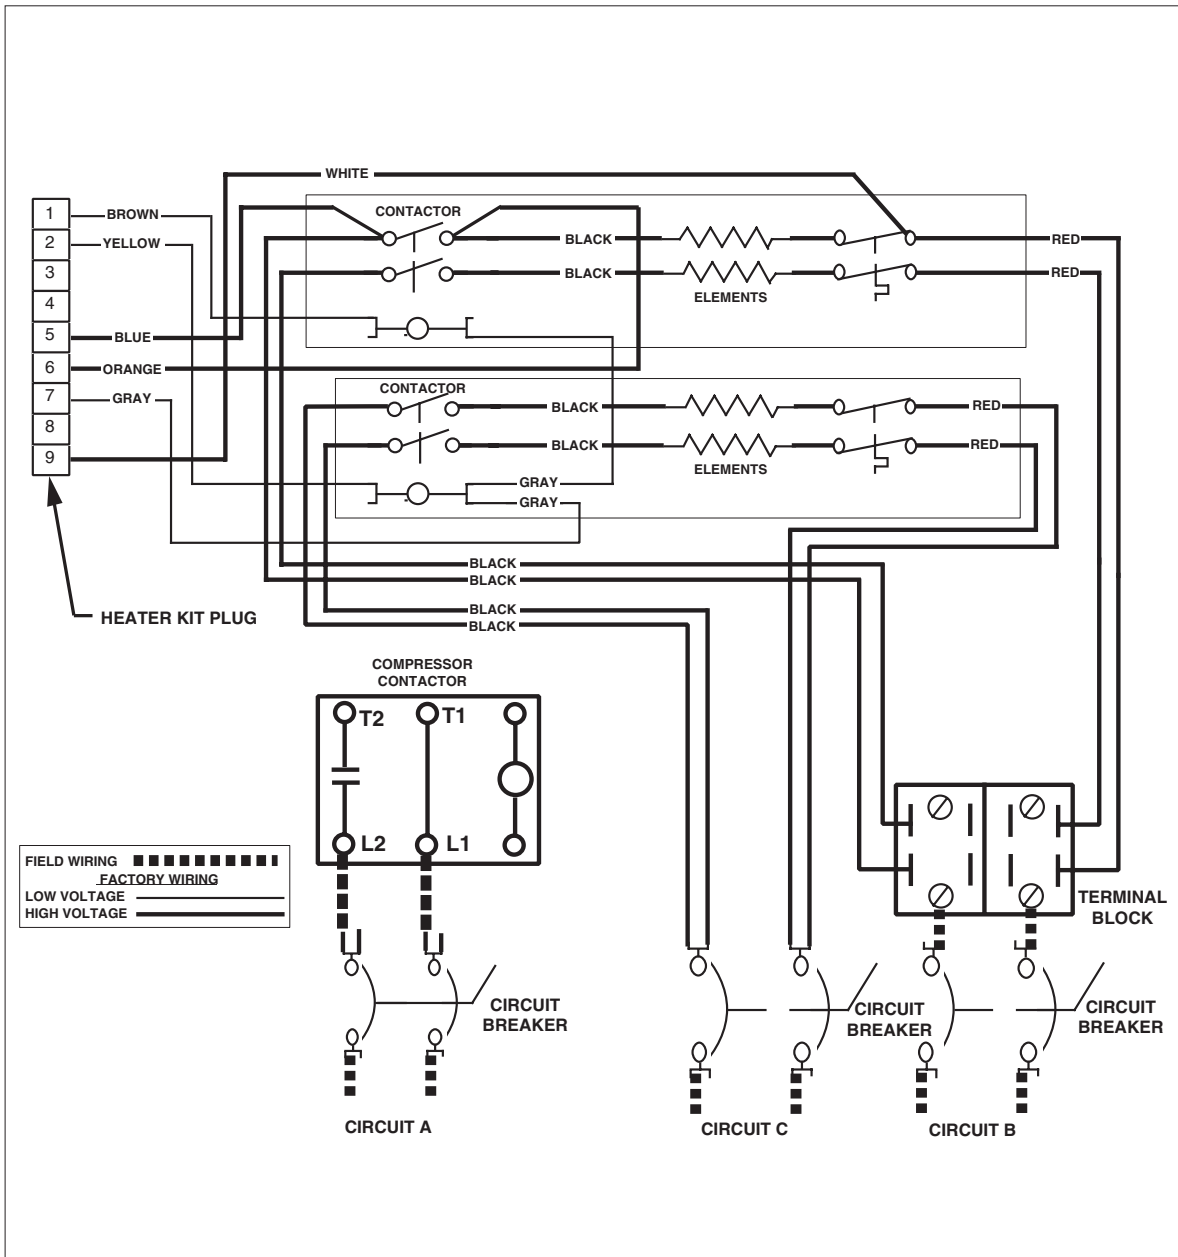 WHITE
1
BROWN
CONTACTOR
2
YELLOW
BLACK
RED
3
BLACK
RED
ELEMENTS
4
5
BLUE
6
ORANGE
7
GRAY
CONTACTOR
BLACK
RED
8
BLACK
RED
9
ELEMENTS
GRAY
GRAY
BLACK
BLACK
BLACK
BLACK
HEATER KIT PLUG
COMPRESSOR
CONTACTOR
T2
T1
L2
L1
FIELD WIRING
FACTORY WIRING
LOW VOLTAGE
HIGH VOLTAGE
TERMINAL
BLOCK
CIRCUIT
BREAKER
CIRCUIT
BREAKER
CIRCUIT
BREAKER
CIRCUIT A
CIRCUIT C
CIRCUIT B